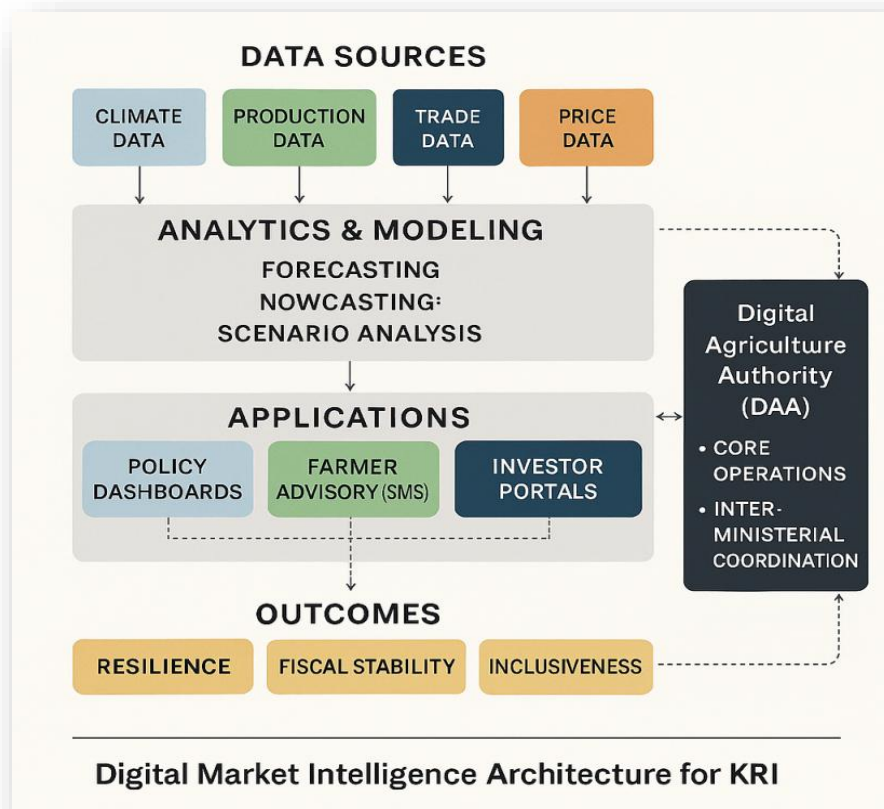 DATA SOURCES
CLIMATE
DATA
PRODUCTION
DATA
TRADE
DATA
PRICE
DATA
ANALYTICS & MODELING
FORECASTING
NOWCASTING:
SCENARIO ANALYSIS
APPLICATIONS
POLICY
DASHBOARDS
FARMER
ADVISORY (SMS)
INVESTOR
PORTALS
Digital
Agriculture
Authority
(DAA)
• CORE
OPERATIONS
• INTER-
MINISTERIAL
COORDINATION
OUTCOMES
RESILIENCE
FISCAL STABILITY
INCLUSIVENESS
Digital Market Intelligence Architecture for KRI